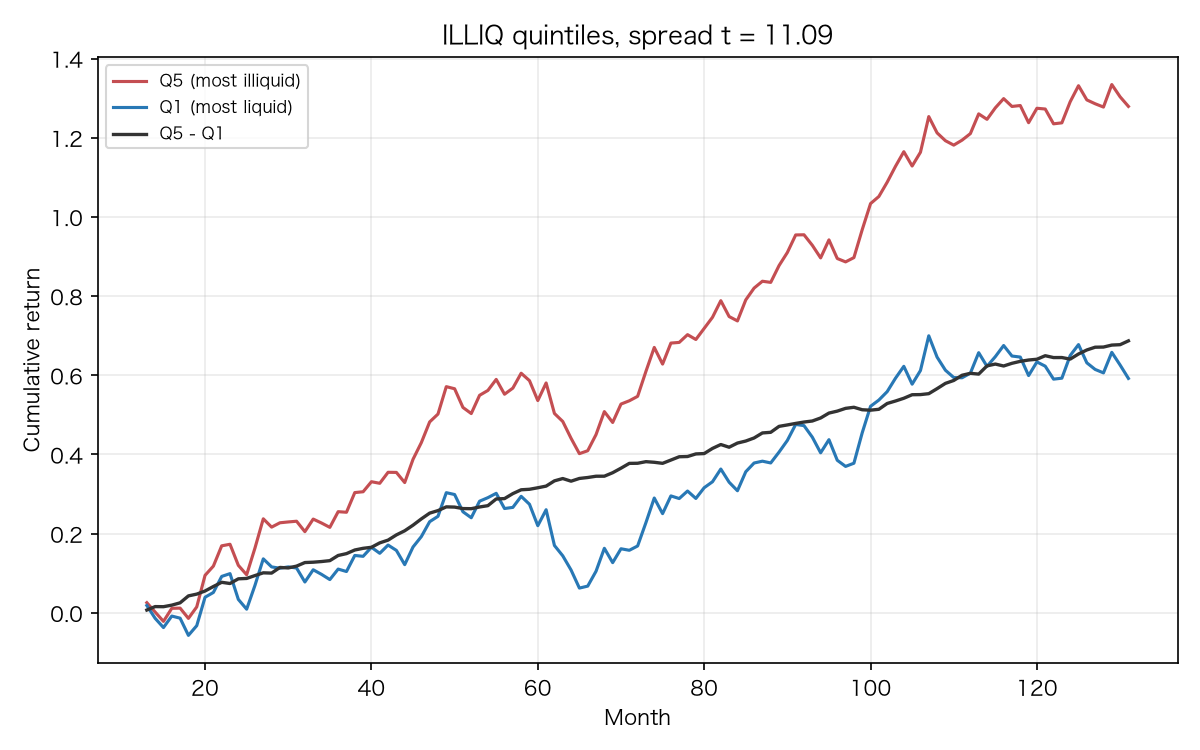 ILLIQ quintiles, spread t = 11.09
Q5 (most illiquid)
Q1 (most liquid)
Q5 - Q1
Cumulative return
1.4
1.2
1.0
0.8
0.6
0.4
0.2
0.0
20 40 60 80 100 120
Month